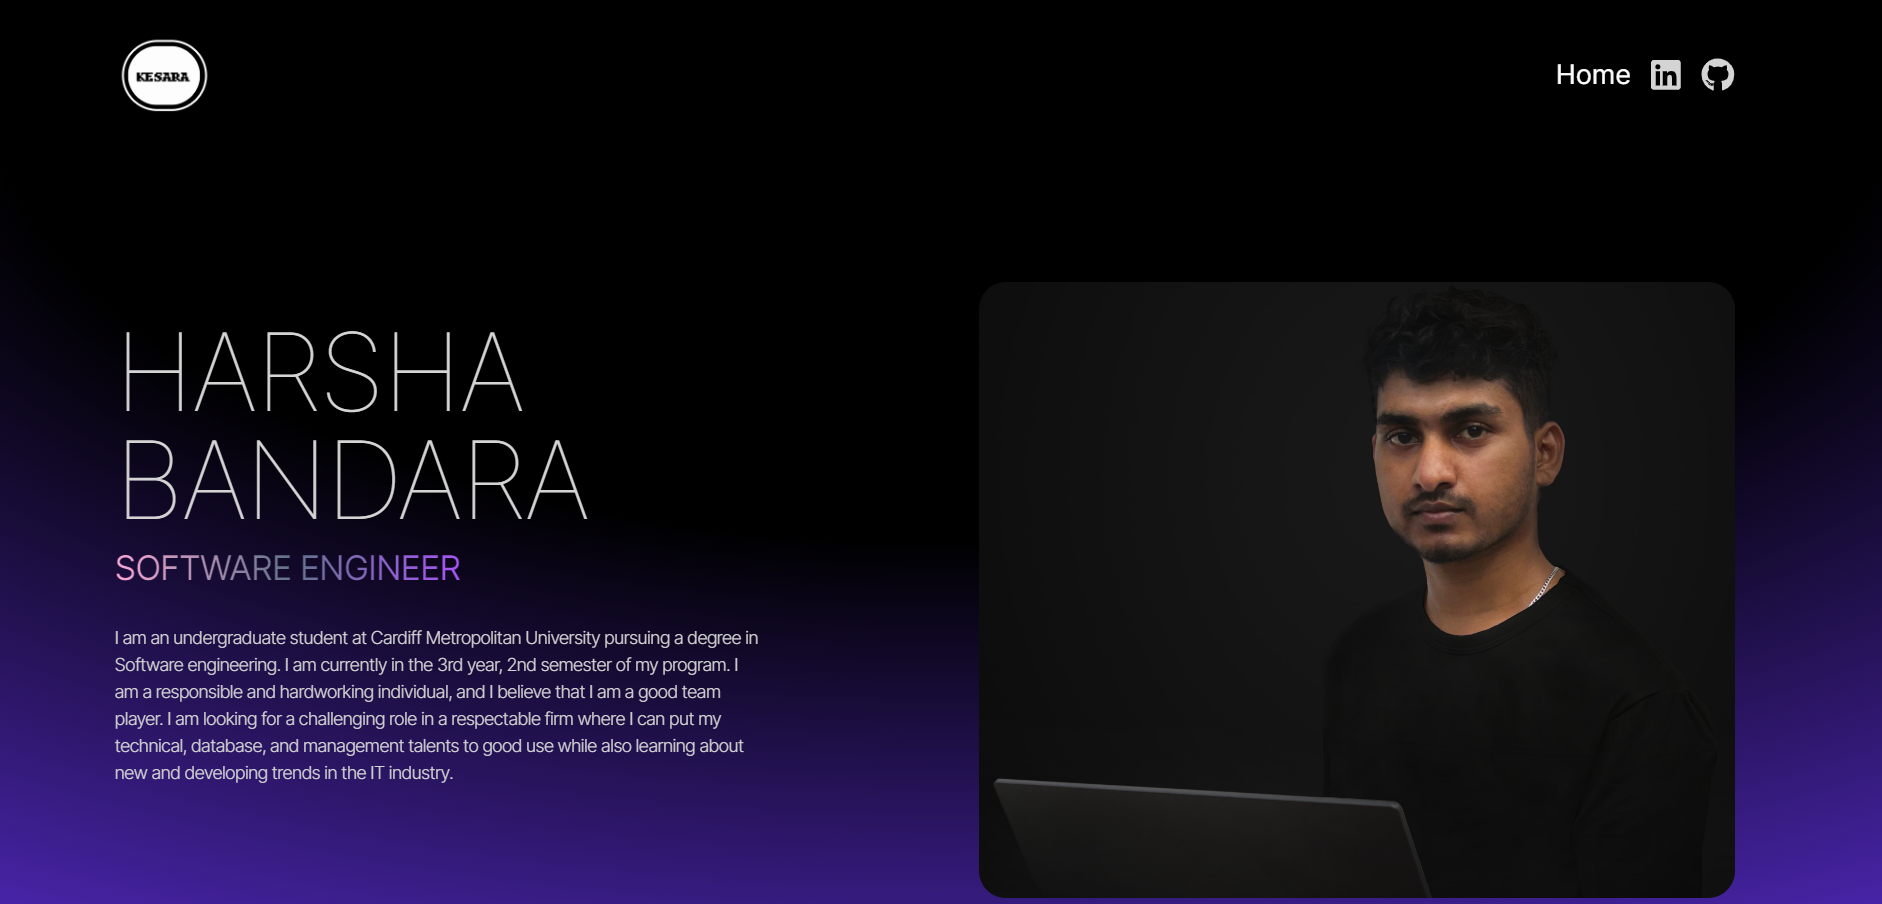 KESARA
Home
HARSHA
BANDARA
SOFTWARE ENGINEER
I am an undergraduate student at Cardiff Metropolitan University pursuing a degree in
Software engineering. I am currently in the 3rd year, 2nd semester of my program. I
am a responsible and hardworking individual, and I believe that I am a good team
player. I am looking for a challenging role in a respectable firm where I can put my
technical, database, and management talents to good use while also learning about
new and developing trends in the IT industry.